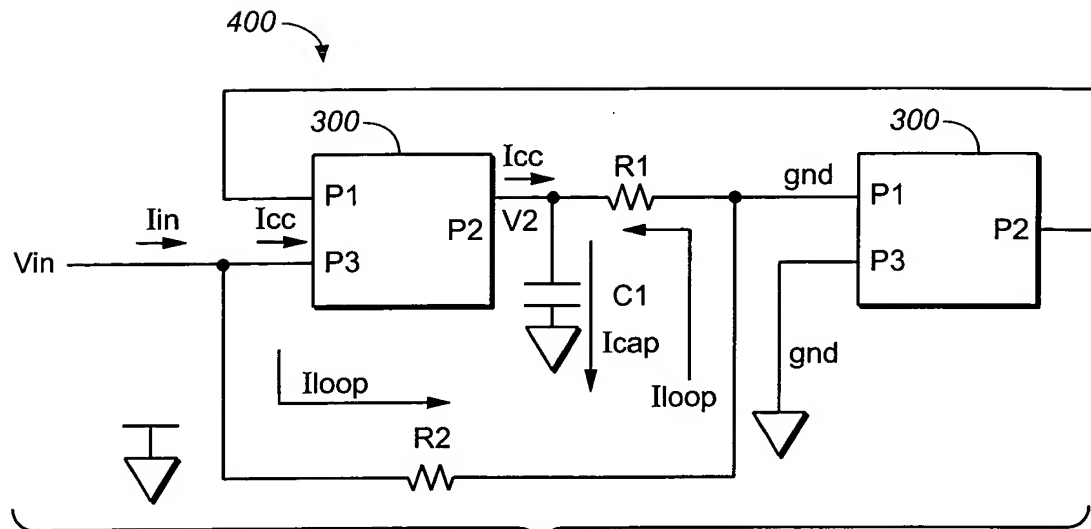 400
300
300
Icc
R1
gnd
P1
P1
Iin
Icc
P2
V2
P2
Vin
P3
P3
C1
Icap
gnd
Iloop
Iloop
R2